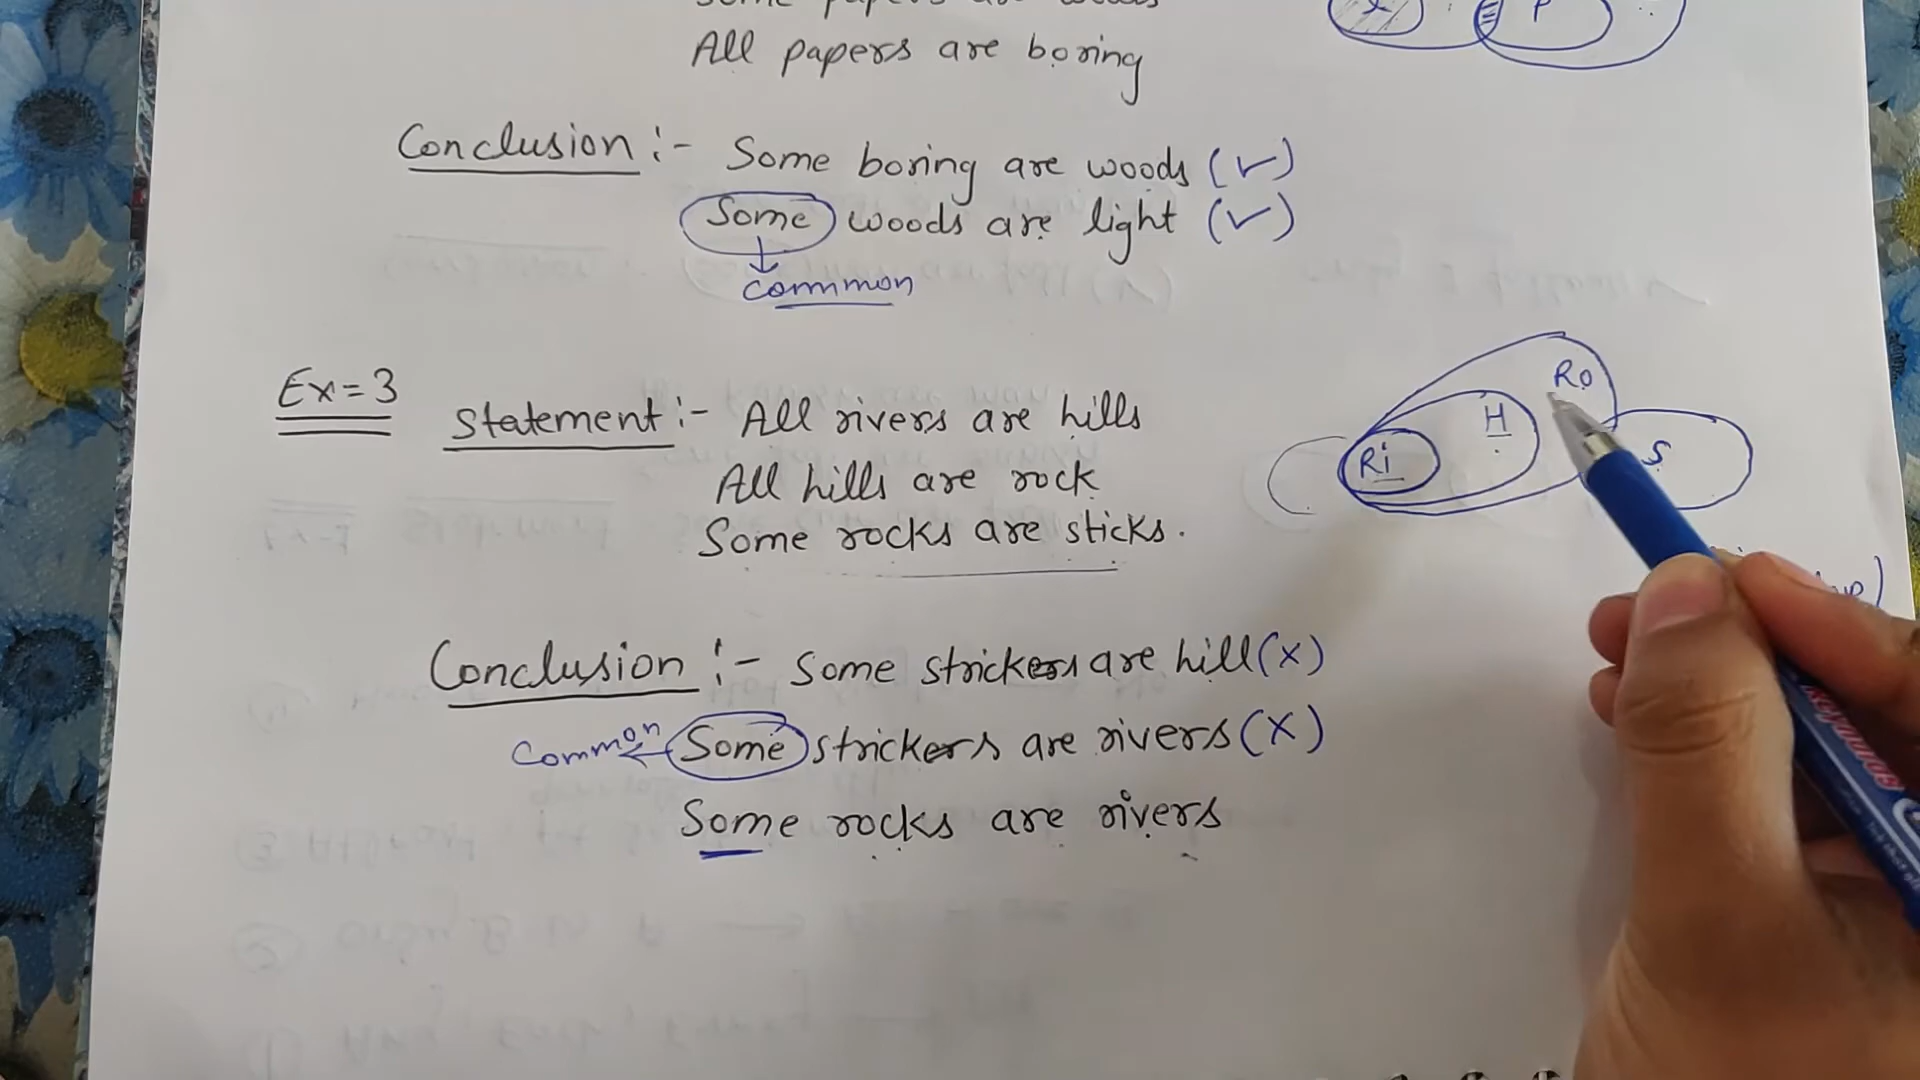 All papers are boring
P
Conclusion :- Some boring are woods (✓)
Some woods are light (✓)
common
Ex=3
Statement :- All rivers are hills
All hills are rock
Some rocks are sticks.
Ro
H
Ri
S
Conclusion :- Some strickers are hill (x)
Common ← Some strickers are rivers (x)
Some rocks are rivers